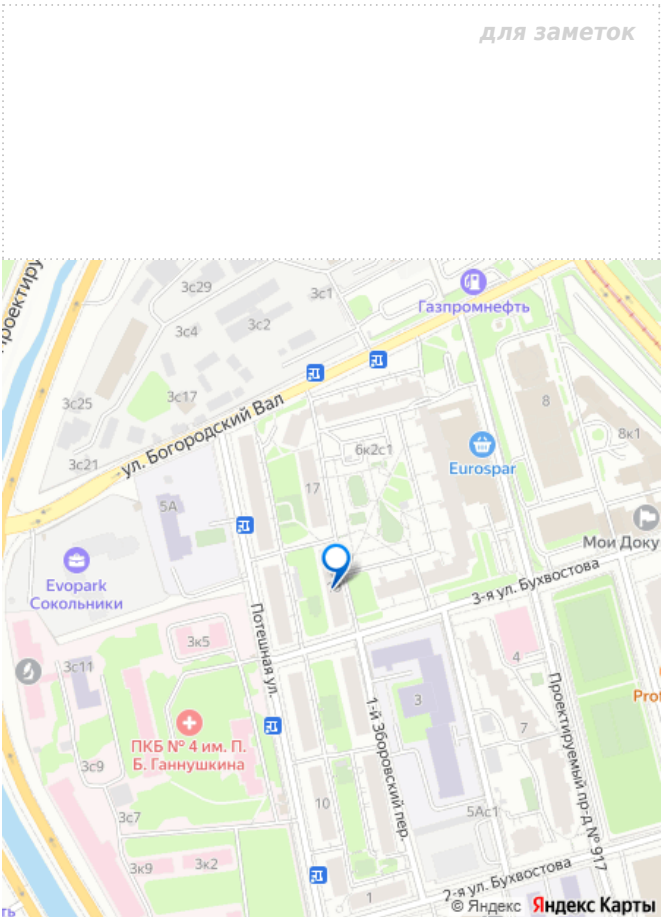 для заметок
роектиру
3с29
3с1
Газпромнефть
3с4
3с2
3с17
3с25
ул. Богородский Вал
8
8к1
3с21
6к2с1
Eurospar
17
5А
Мои Доку
Evopark
Сокольники
3-я ул. Бухвостова
Потешная ул.
3к5
3с11
4
3
1-й Зборовский пер.
Проектируемый пр-д № 917
Prof
ПКБ № 4 им. П.
Б. Ганнушкина
7
3с9
10
5Ас1
3с7
3к9
3к2
1
2-я ул. Бухвостова
ть
© Яндекс Яндекс Карты